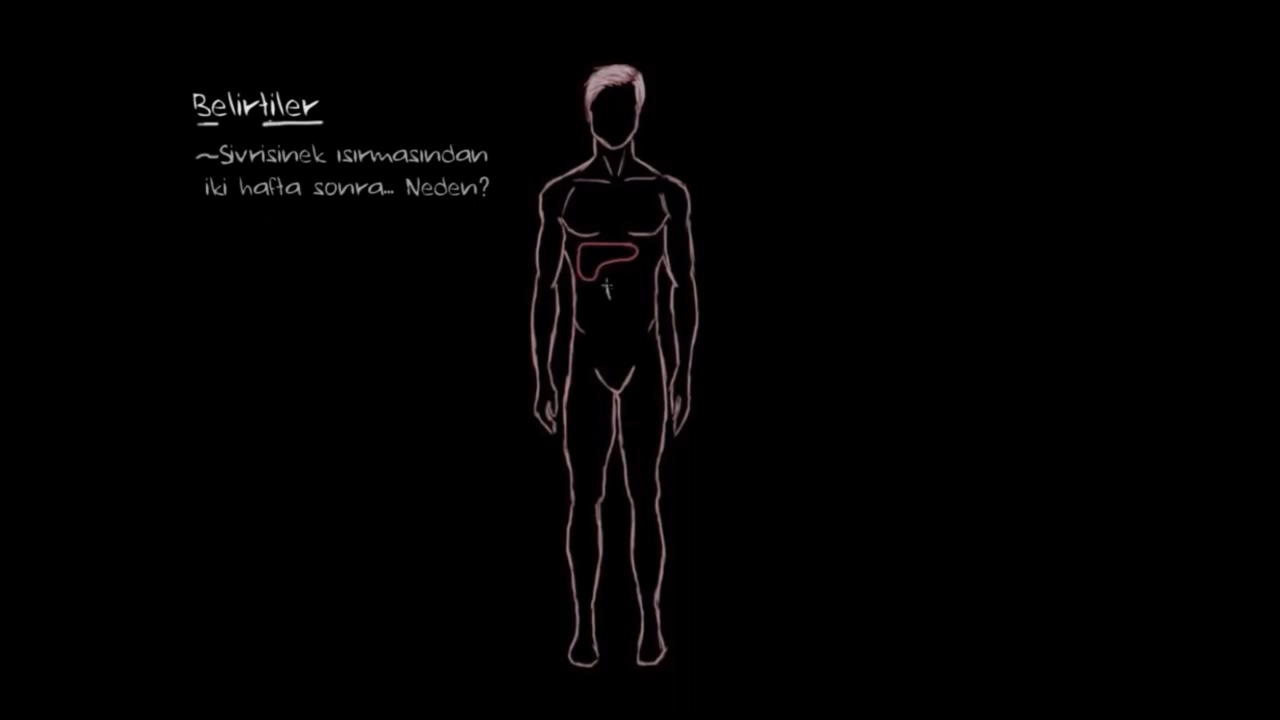 Belirtiler
~Sivrisinek ısırmasından
iki hafta sonra... Neden?